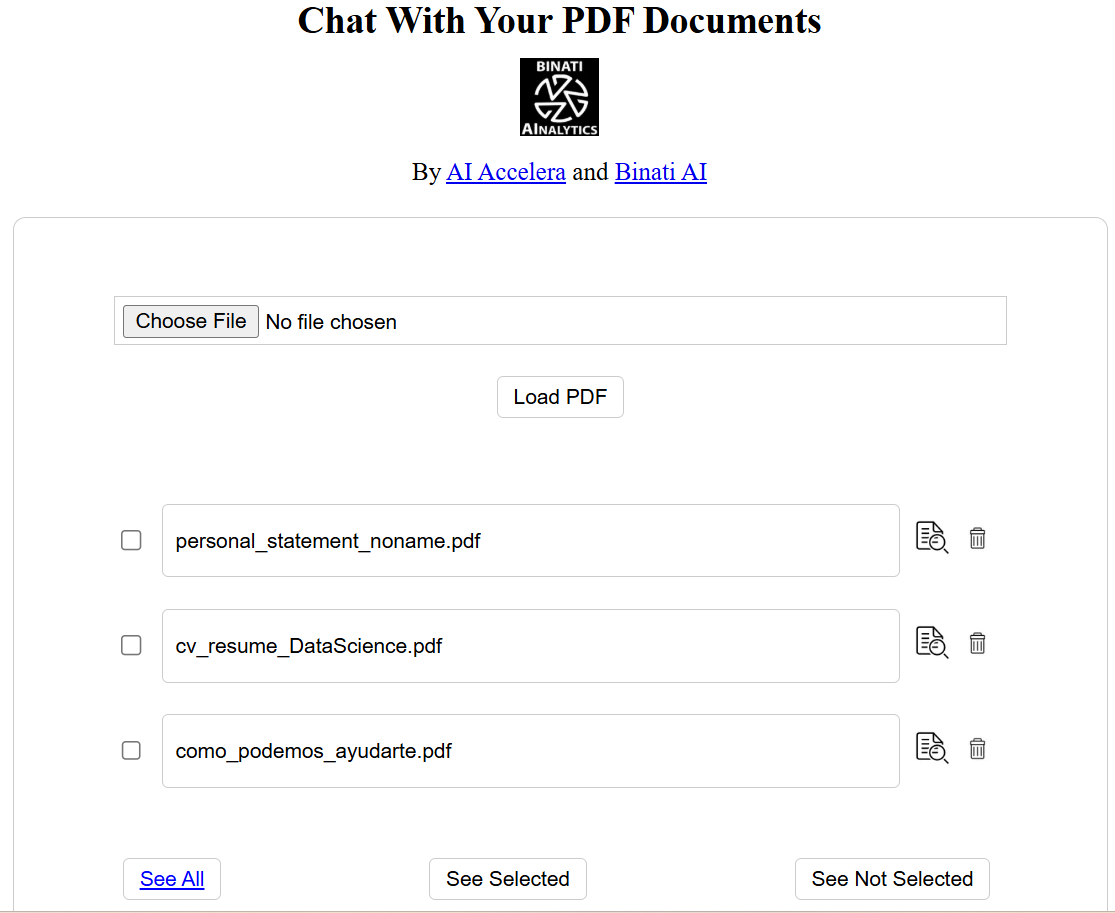 Chat With Your PDF Documents
BINATI
AINALYTICS
By AI Accelera and Binati AI
Choose File No file chosen
Load PDF
personal_statement_noname.pdf
cv_resume_DataScience.pdf
como_podemos_ayudarte.pdf
See All See Selected See Not Selected